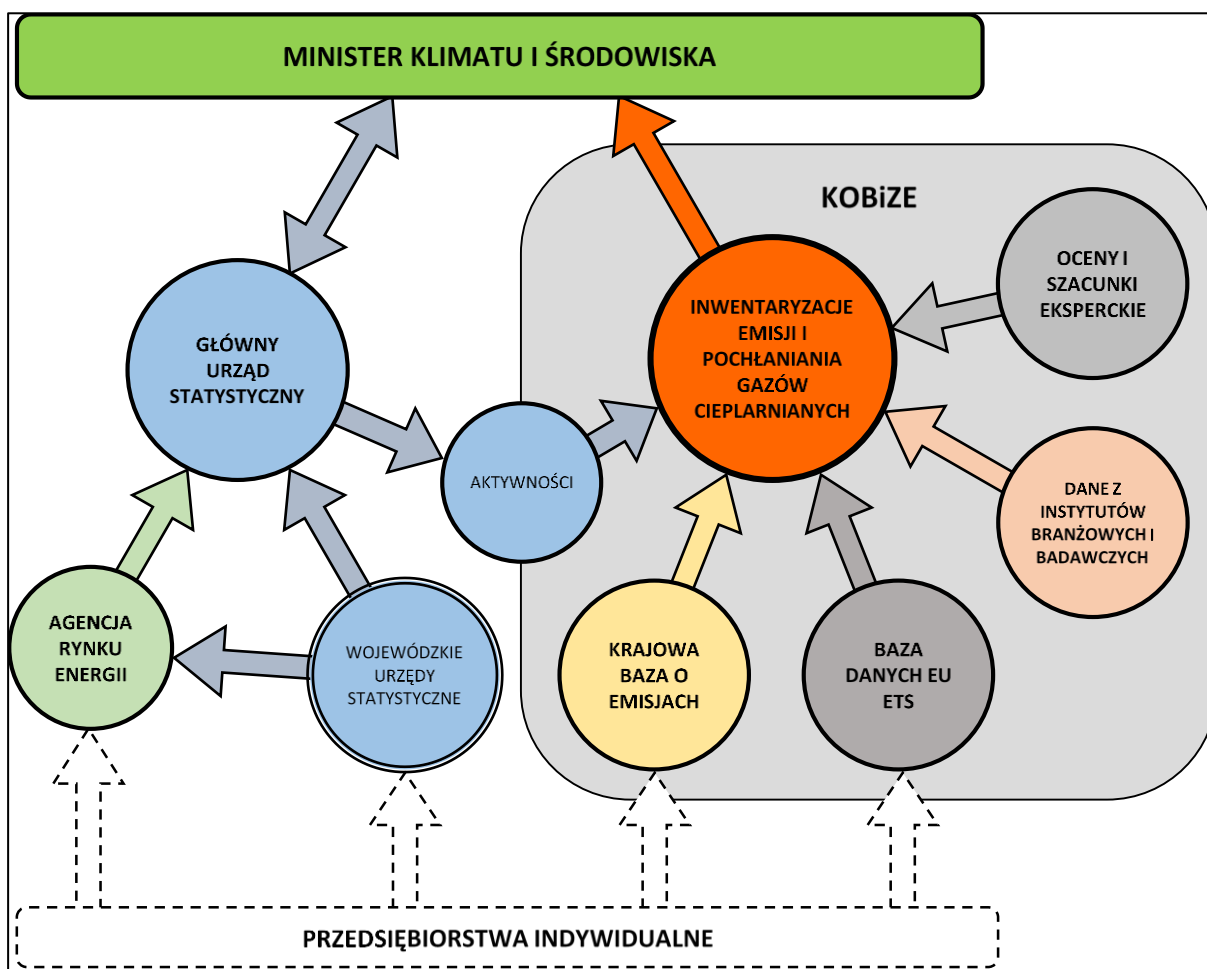 MINISTER KLIMATU I ŚRODOWISKA
KOBiZE
OCENY I
SZACUNKI
EKSPERCKIE
INWENTARYZACJE
EMISJI I
POCHŁANIANIA
GAZÓW
CIEPLARNIANYCH
GŁÓWNY
URZĄD
STATYSTYCZNY
AKTYWNOŚCI
DANE Z
INSTYTUTÓW
BRANŻOWYCH I
BADAWCZYCH
AGENCJA
RYNKU
ENERGII
WOJEWÓDZKIE
URZĘDY
STATYSTYCZNE
KRAJOWA
BAZA O
EMISJACH
BAZA
DANYCH EU
ETS
PRZEDSIĘBIORSTWA INDYWIDUALNE